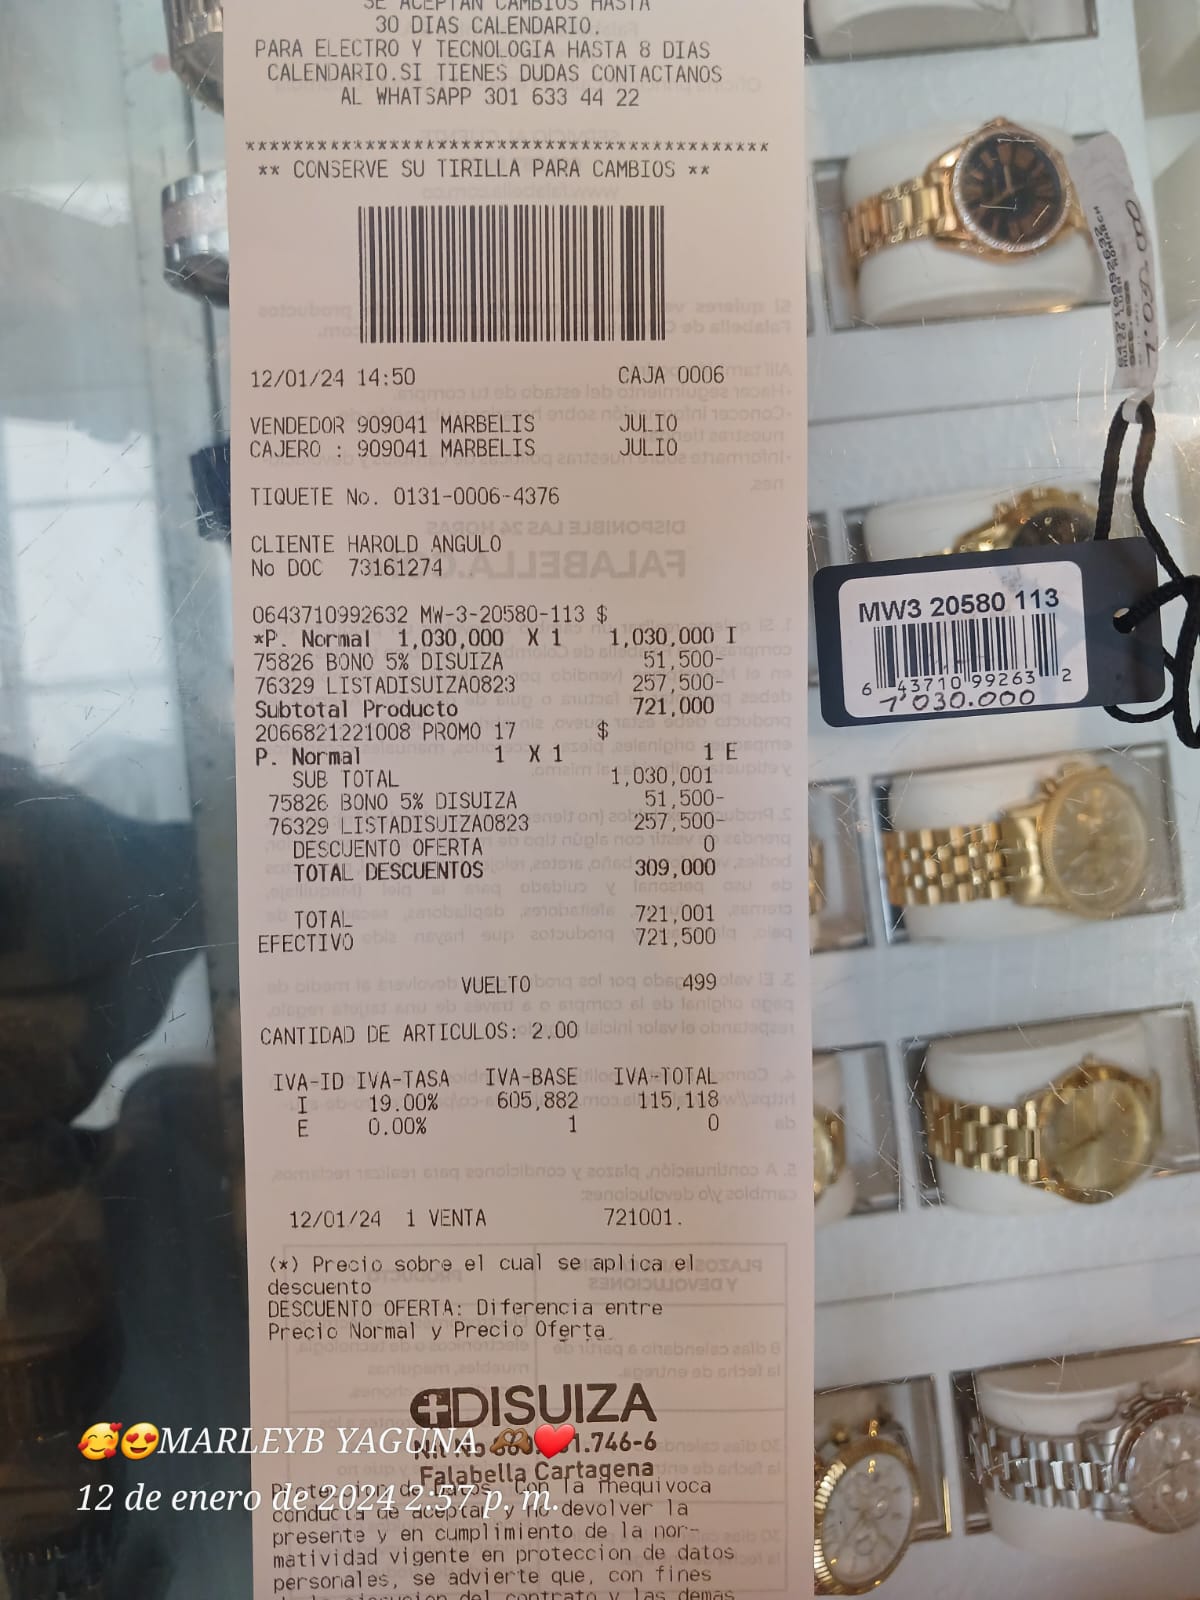 SE ACEPTAN CAMBIOS HASTA
30 DIAS CALENDARIO.
PARA ELECTRO Y TECNOLOGIA HASTA 8 DIAS
CALENDARIO.SI TIENES DUDAS CONTACTANOS
AL WHATSAPP 301 633 44 22
********************************************
** CONSERVE SU TIRILLA PARA CAMBIOS **
12/01/24 14:50 CAJA 0006
VENDEDOR 909041 MARBELIS JULIO
CAJERO : 909041 MARBELIS JULIO
TIQUETE No. 0131-0006-4376
CLIENTE HAROLD ANGULO
No DOC 73161274
0643710992632 MW-3-20580-113 $
*P. Normal 1,030,000 X 1 1,030,000 I
75826 BONO 5% DISUIZA 51,500-
76329 LISTADISUIZA0823 257,500-
Subtotal Producto 721,000
2066821221008 PROMO 17 $
P. Normal 1 X 1 1 E
SUB TOTAL 1,030,001
75826 BONO 5% DISUIZA 51,500-
76329 LISTADISUIZA0823 257,500-
DESCUENTO OFERTA 0
TOTAL DESCUENTOS 309,000
TOTAL 721,001
EFECTIVO 721,500
VUELTO 499
CANTIDAD DE ARTICULOS: 2.00
IVA-ID IVA-TASA IVA-BASE IVA-TOTAL
I 19.00% 605,882 115,118
E 0.00% 1 0
12/01/24 1 VENTA 721001.
(*) Precio sobre el cual se aplica el
descuento
DESCUENTO OFERTA: Diferencia entre
Precio Normal y Precio Oferta
DISUIZA
1.746-6
Falabella Cartagena
la inequivoca
conducta de aceptar y no devolver la
presente y en cumplimiento de la nor-
matividad vigente en proteccion de datos
personales, se advierte que, con fines
del contrato y las demas
MW3 20580 113
6 43710 99263 2
1'030.000
🥰😍MARLEYB YAGUNA 🫶🏽❤️
12 de enero de 2024 2:57 p. m.